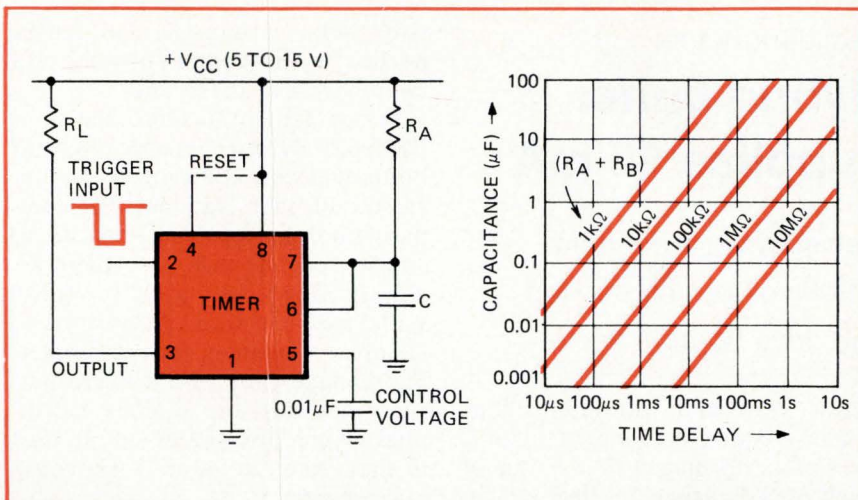 + VCC (5 TO 15 V)
RL
RA
TRIGGER
INPUT
RESET
4
8
2
7
TIMER
6
C
3
1
5
OUTPUT
0.01μF
CONTROL
VOLTAGE
CAPACITANCE (μF)
100
10
1
0.1
0.01
0.001
(RA + RB)
1kΩ
10kΩ
100kΩ
1MΩ
10MΩ
10μs
100μs
1ms
10ms
100ms
1s
10s
TIME DELAY